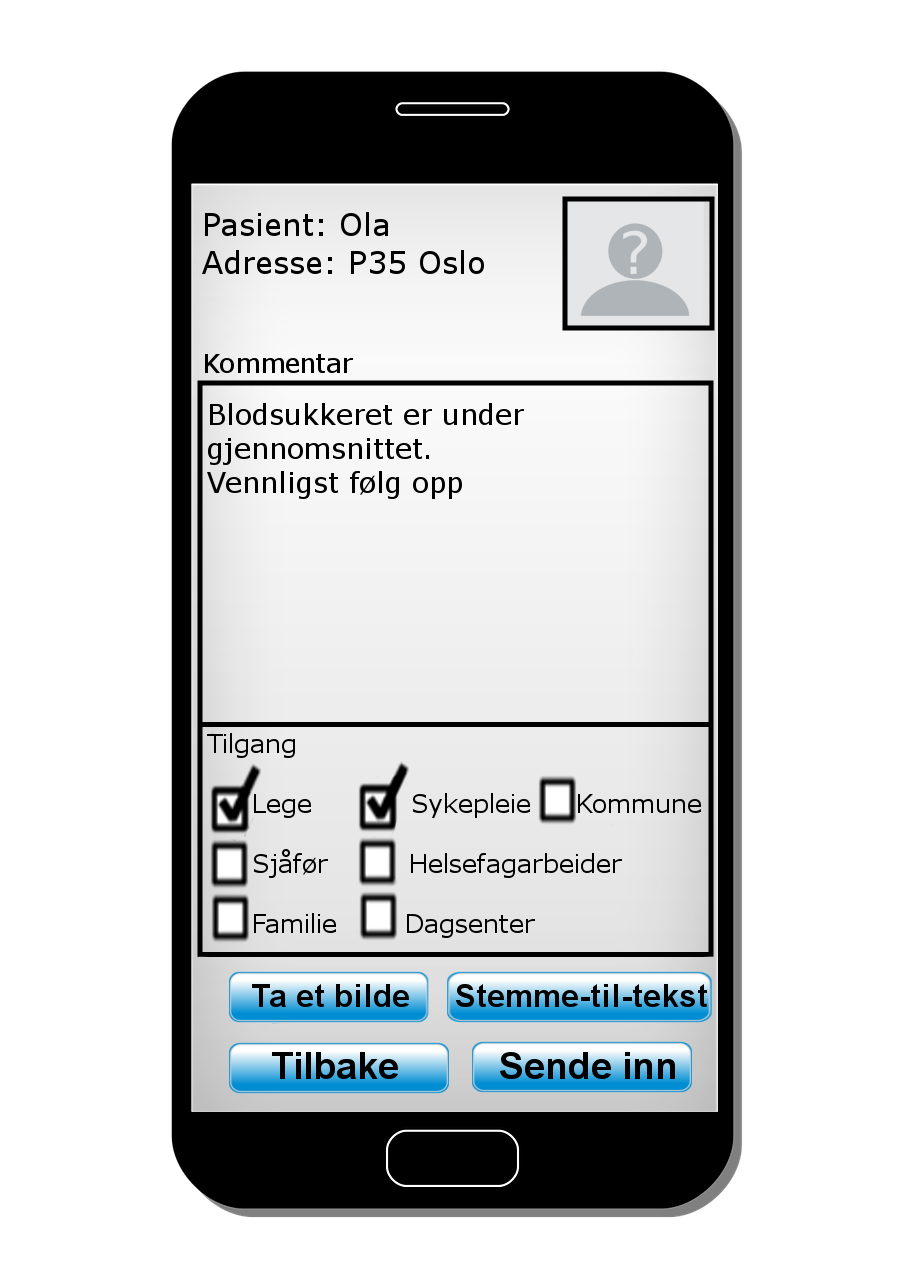 Pasient: Ola
Adresse: P35 Oslo
?
Kommentar
Blodsukkeret er under
gjennomsnittet.
Vennligst følg opp
Tilgang
Lege Sykepleie Kommune
Sjåfør Helsefagarbeider
Familie Dagsenter
Ta et bilde Stemme-til-tekst
Tilbake Sende inn